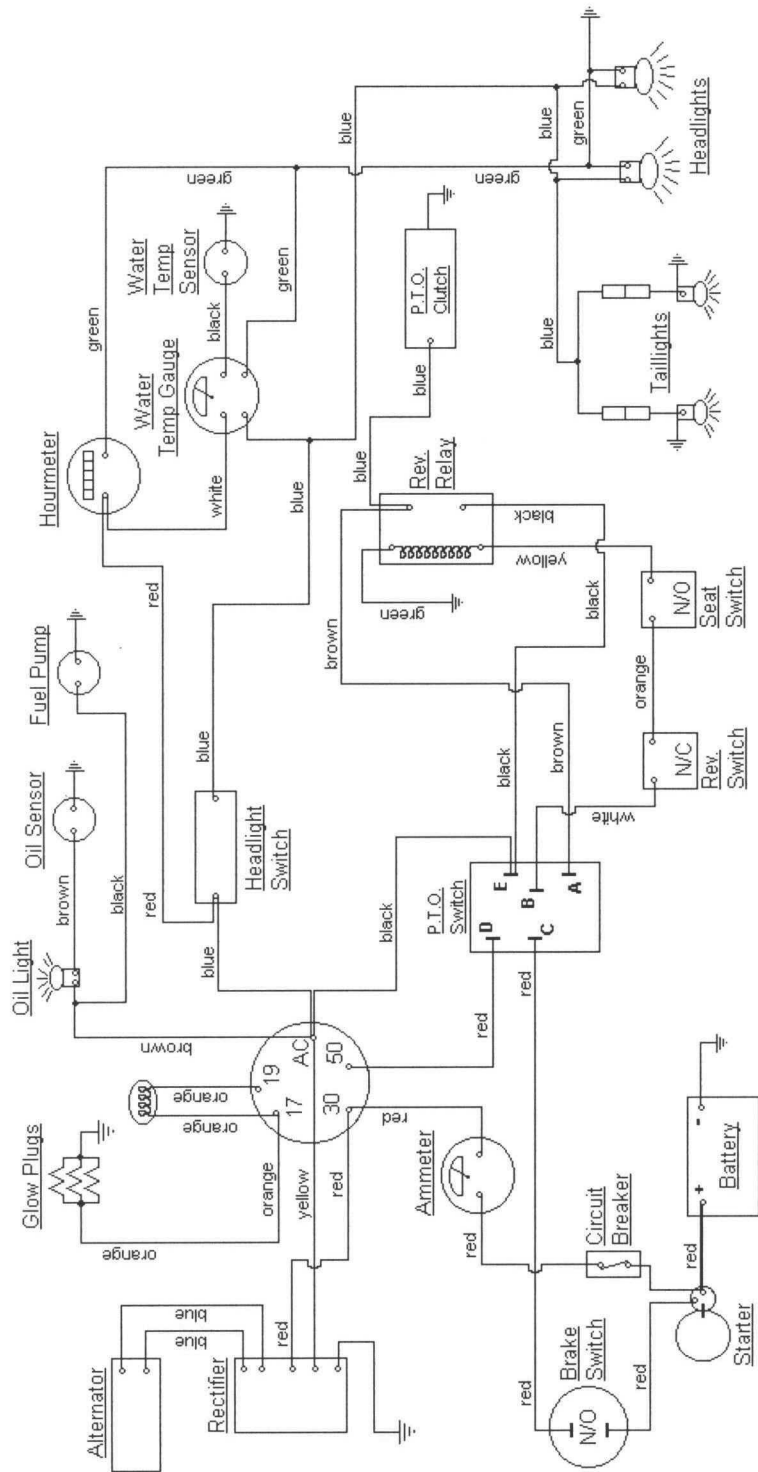 Alternator
blue
blue
Rectifier
red
yellow
Glow Plugs
orange
orange
orange
orange
17
19
30
50
AC
red
red
Oil Light
brown
brown
black
Oil Sensor
Fuel Pump
Hourmeter
red
red
green
green
white
Water
Temp Gauge
black
Water
Temp
Sensor
green
blue
Headlight
Switch
blue
blue
blue
black
Ammeter
red
red
Circuit
Breaker
Brake
Switch
N/O
red
red
Starter
red
Battery
+
-
P.T.O.
Switch
D
C
E
B
A
red
red
black
brown
brown
white
Rev.
Relay
green
yellow
black
black
blue
blue
P.T.O.
Clutch
N/C
Rev.
Switch
orange
N/O
Seat
Switch
Taillights
blue
blue
green
green
Headlights